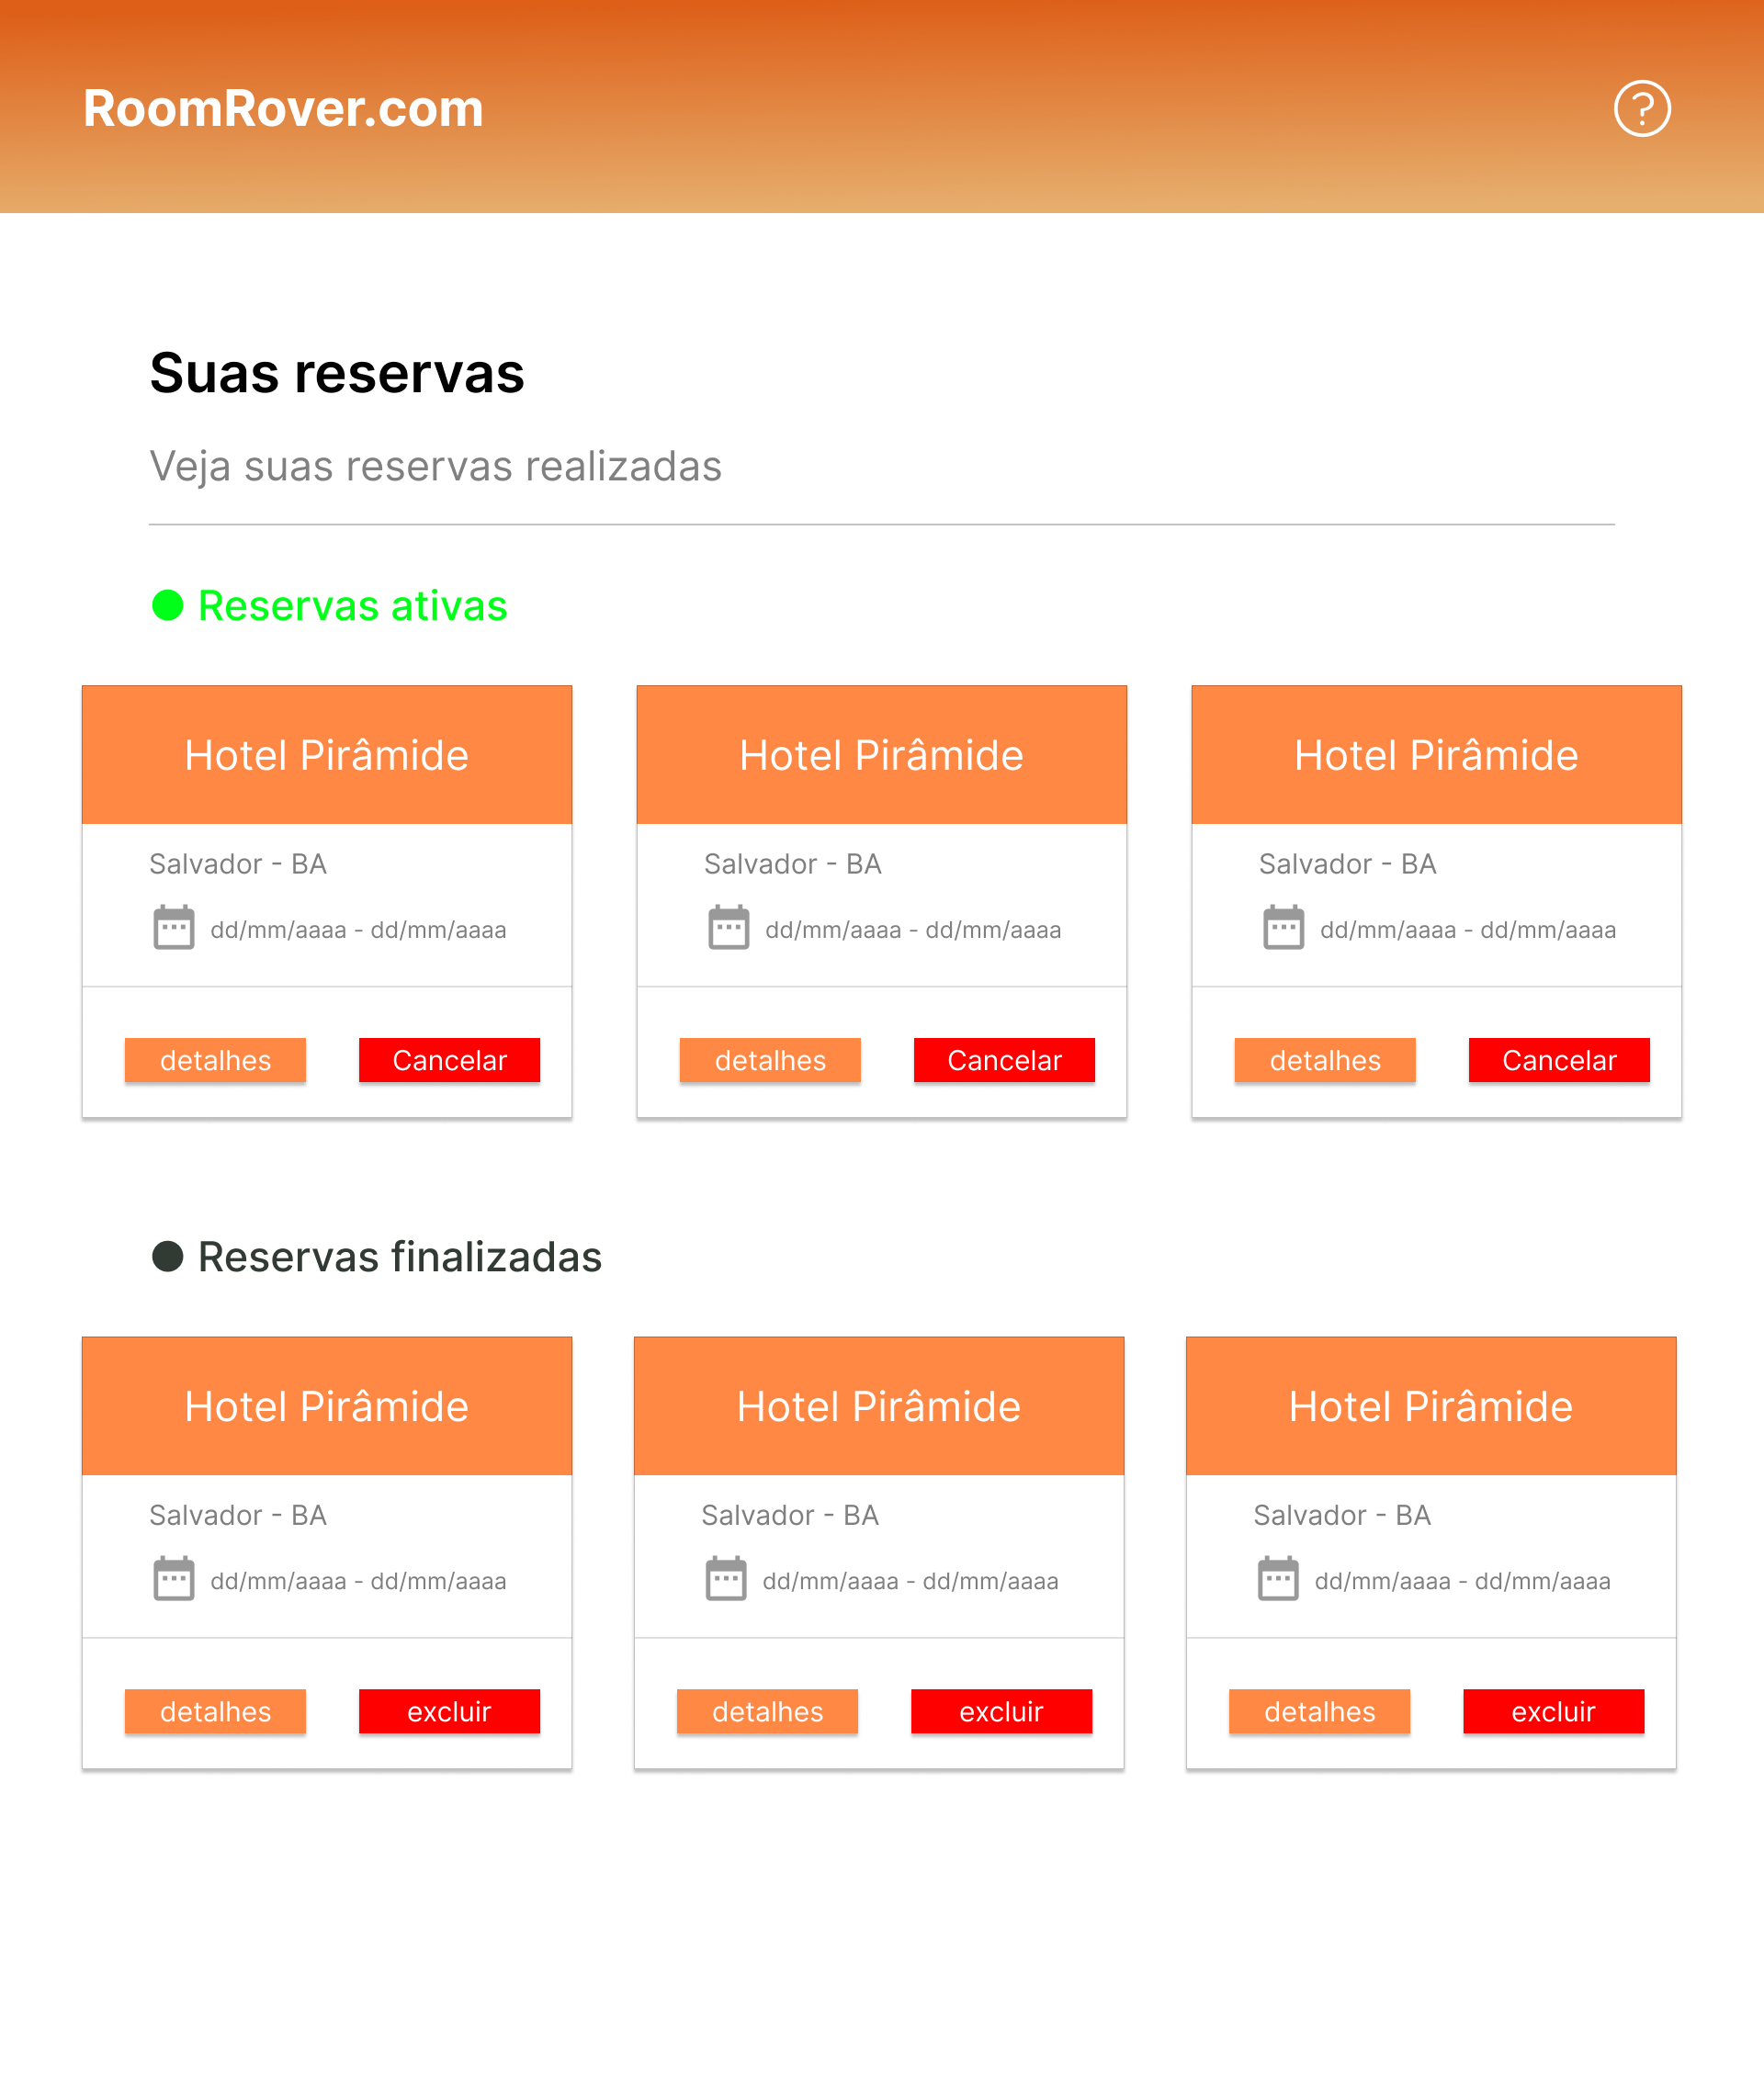 RoomRover.com
Suas reservas
Veja suas reservas realizadas
Reservas ativas
Hotel Pirâmide
Salvador - BA
dd/mm/aaaa - dd/mm/aaaa
detalhes Cancelar
Hotel Pirâmide
Salvador - BA
dd/mm/aaaa - dd/mm/aaaa
detalhes Cancelar
Hotel Pirâmide
Salvador - BA
dd/mm/aaaa - dd/mm/aaaa
detalhes Cancelar
Reservas finalizadas
Hotel Pirâmide
Salvador - BA
dd/mm/aaaa - dd/mm/aaaa
detalhes excluir
Hotel Pirâmide
Salvador - BA
dd/mm/aaaa - dd/mm/aaaa
detalhes excluir
Hotel Pirâmide
Salvador - BA
dd/mm/aaaa - dd/mm/aaaa
detalhes excluir